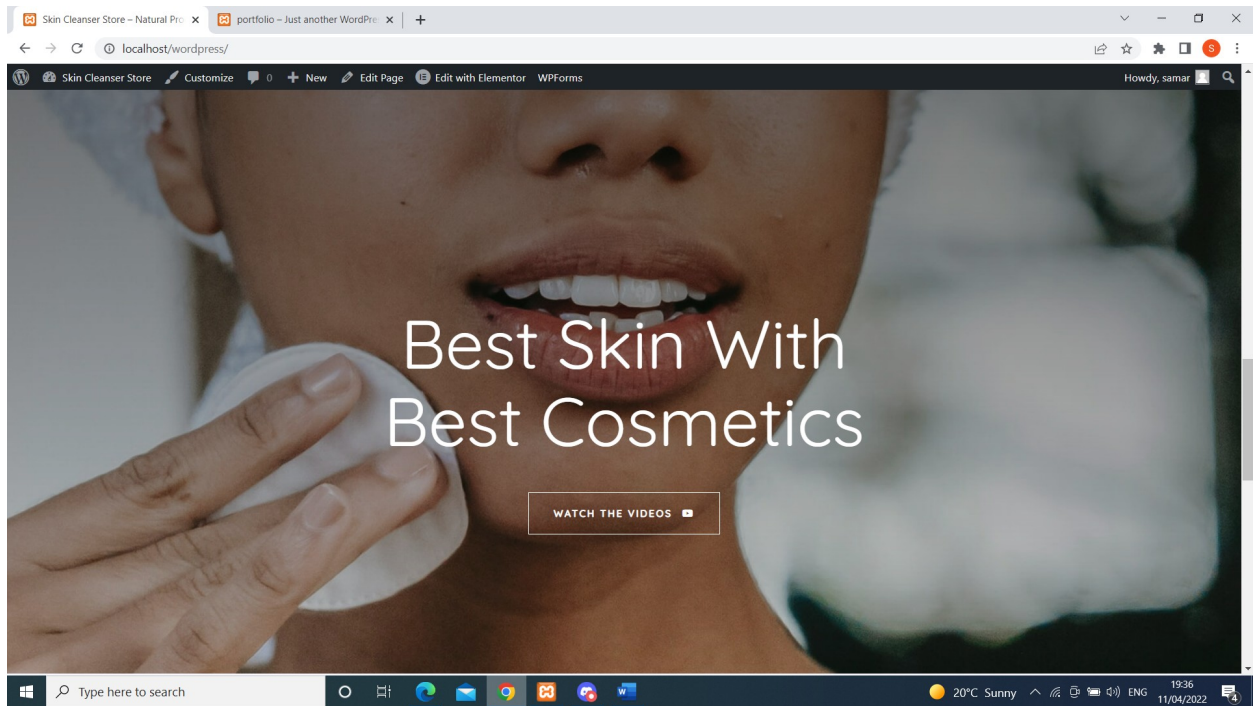 Skin Cleanser Store – Natural Pro
portfolio – Just another WordPre
localhost/wordpress/
S
Skin Cleanser Store Customize 0 New Edit Page Edit with Elementor WPForms Howdy, samar
Best Skin With
Best Cosmetics
WATCH THE VIDEOS
Type here to search
20°C Sunny ENG 19:36
11/04/2022
4